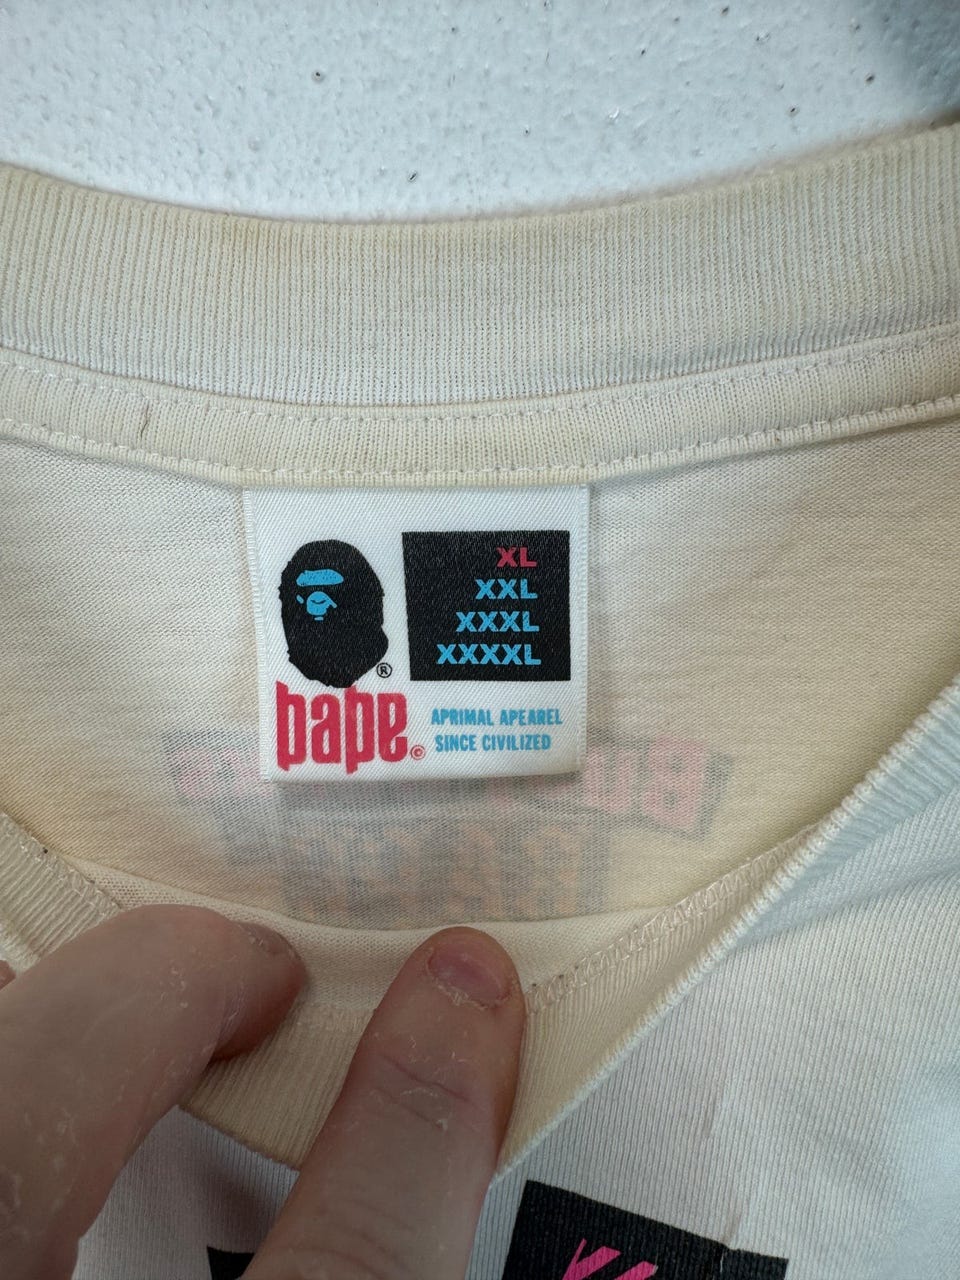 XL
XXL
XXXL
XXXXL
®
bape.©
APRIMAL APEAREL
SINCE CIVILIZED